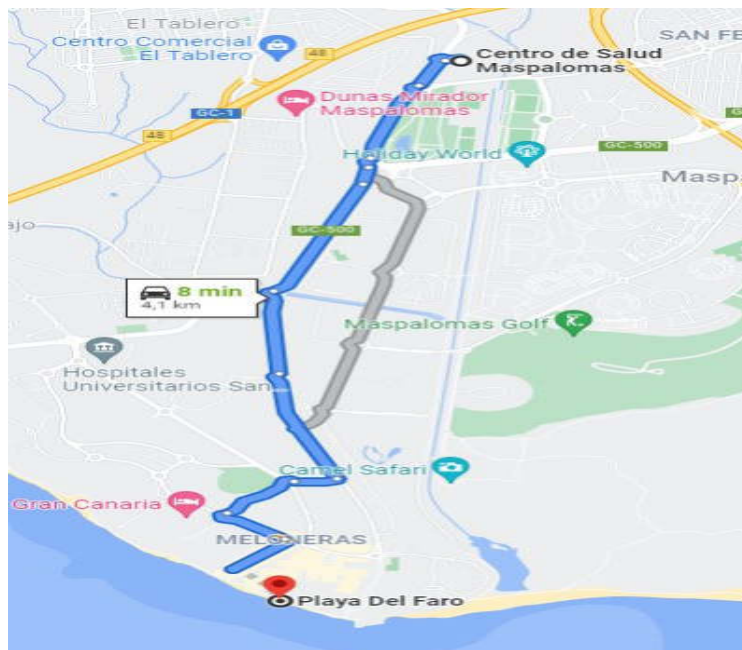 El Tablero
Centro Comercial
El Tablero
48
SAN FE
Centro de Salud
Maspalomas
Dunas Mirador
Maspalomas
GC-1
48
Holiday World
GC-500
Maspa
ajo
GC-500
8 min
4,1 km
Maspalomas Golf
Hospitales
Universitarios San...
Camel Safari
Gran Canaria
MELONERAS
Playa Del Faro